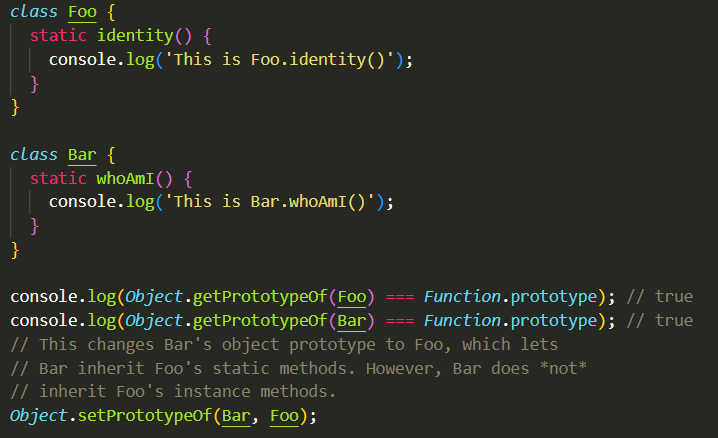 class Foo {
  static identity() {
    console.log('This is Foo.identity()');
  }
}

class Bar {
  static whoAmI() {
    console.log('This is Bar.whoAmI()');
  }
}

console.log(Object.getPrototypeOf(Foo) === Function.prototype); // true
console.log(Object.getPrototypeOf(Bar) === Function.prototype); // true
// This changes Bar's object prototype to Foo, which lets
// Bar inherit Foo's static methods. However, Bar does *not*
// inherit Foo's instance methods.
Object.setPrototypeOf(Bar, Foo);